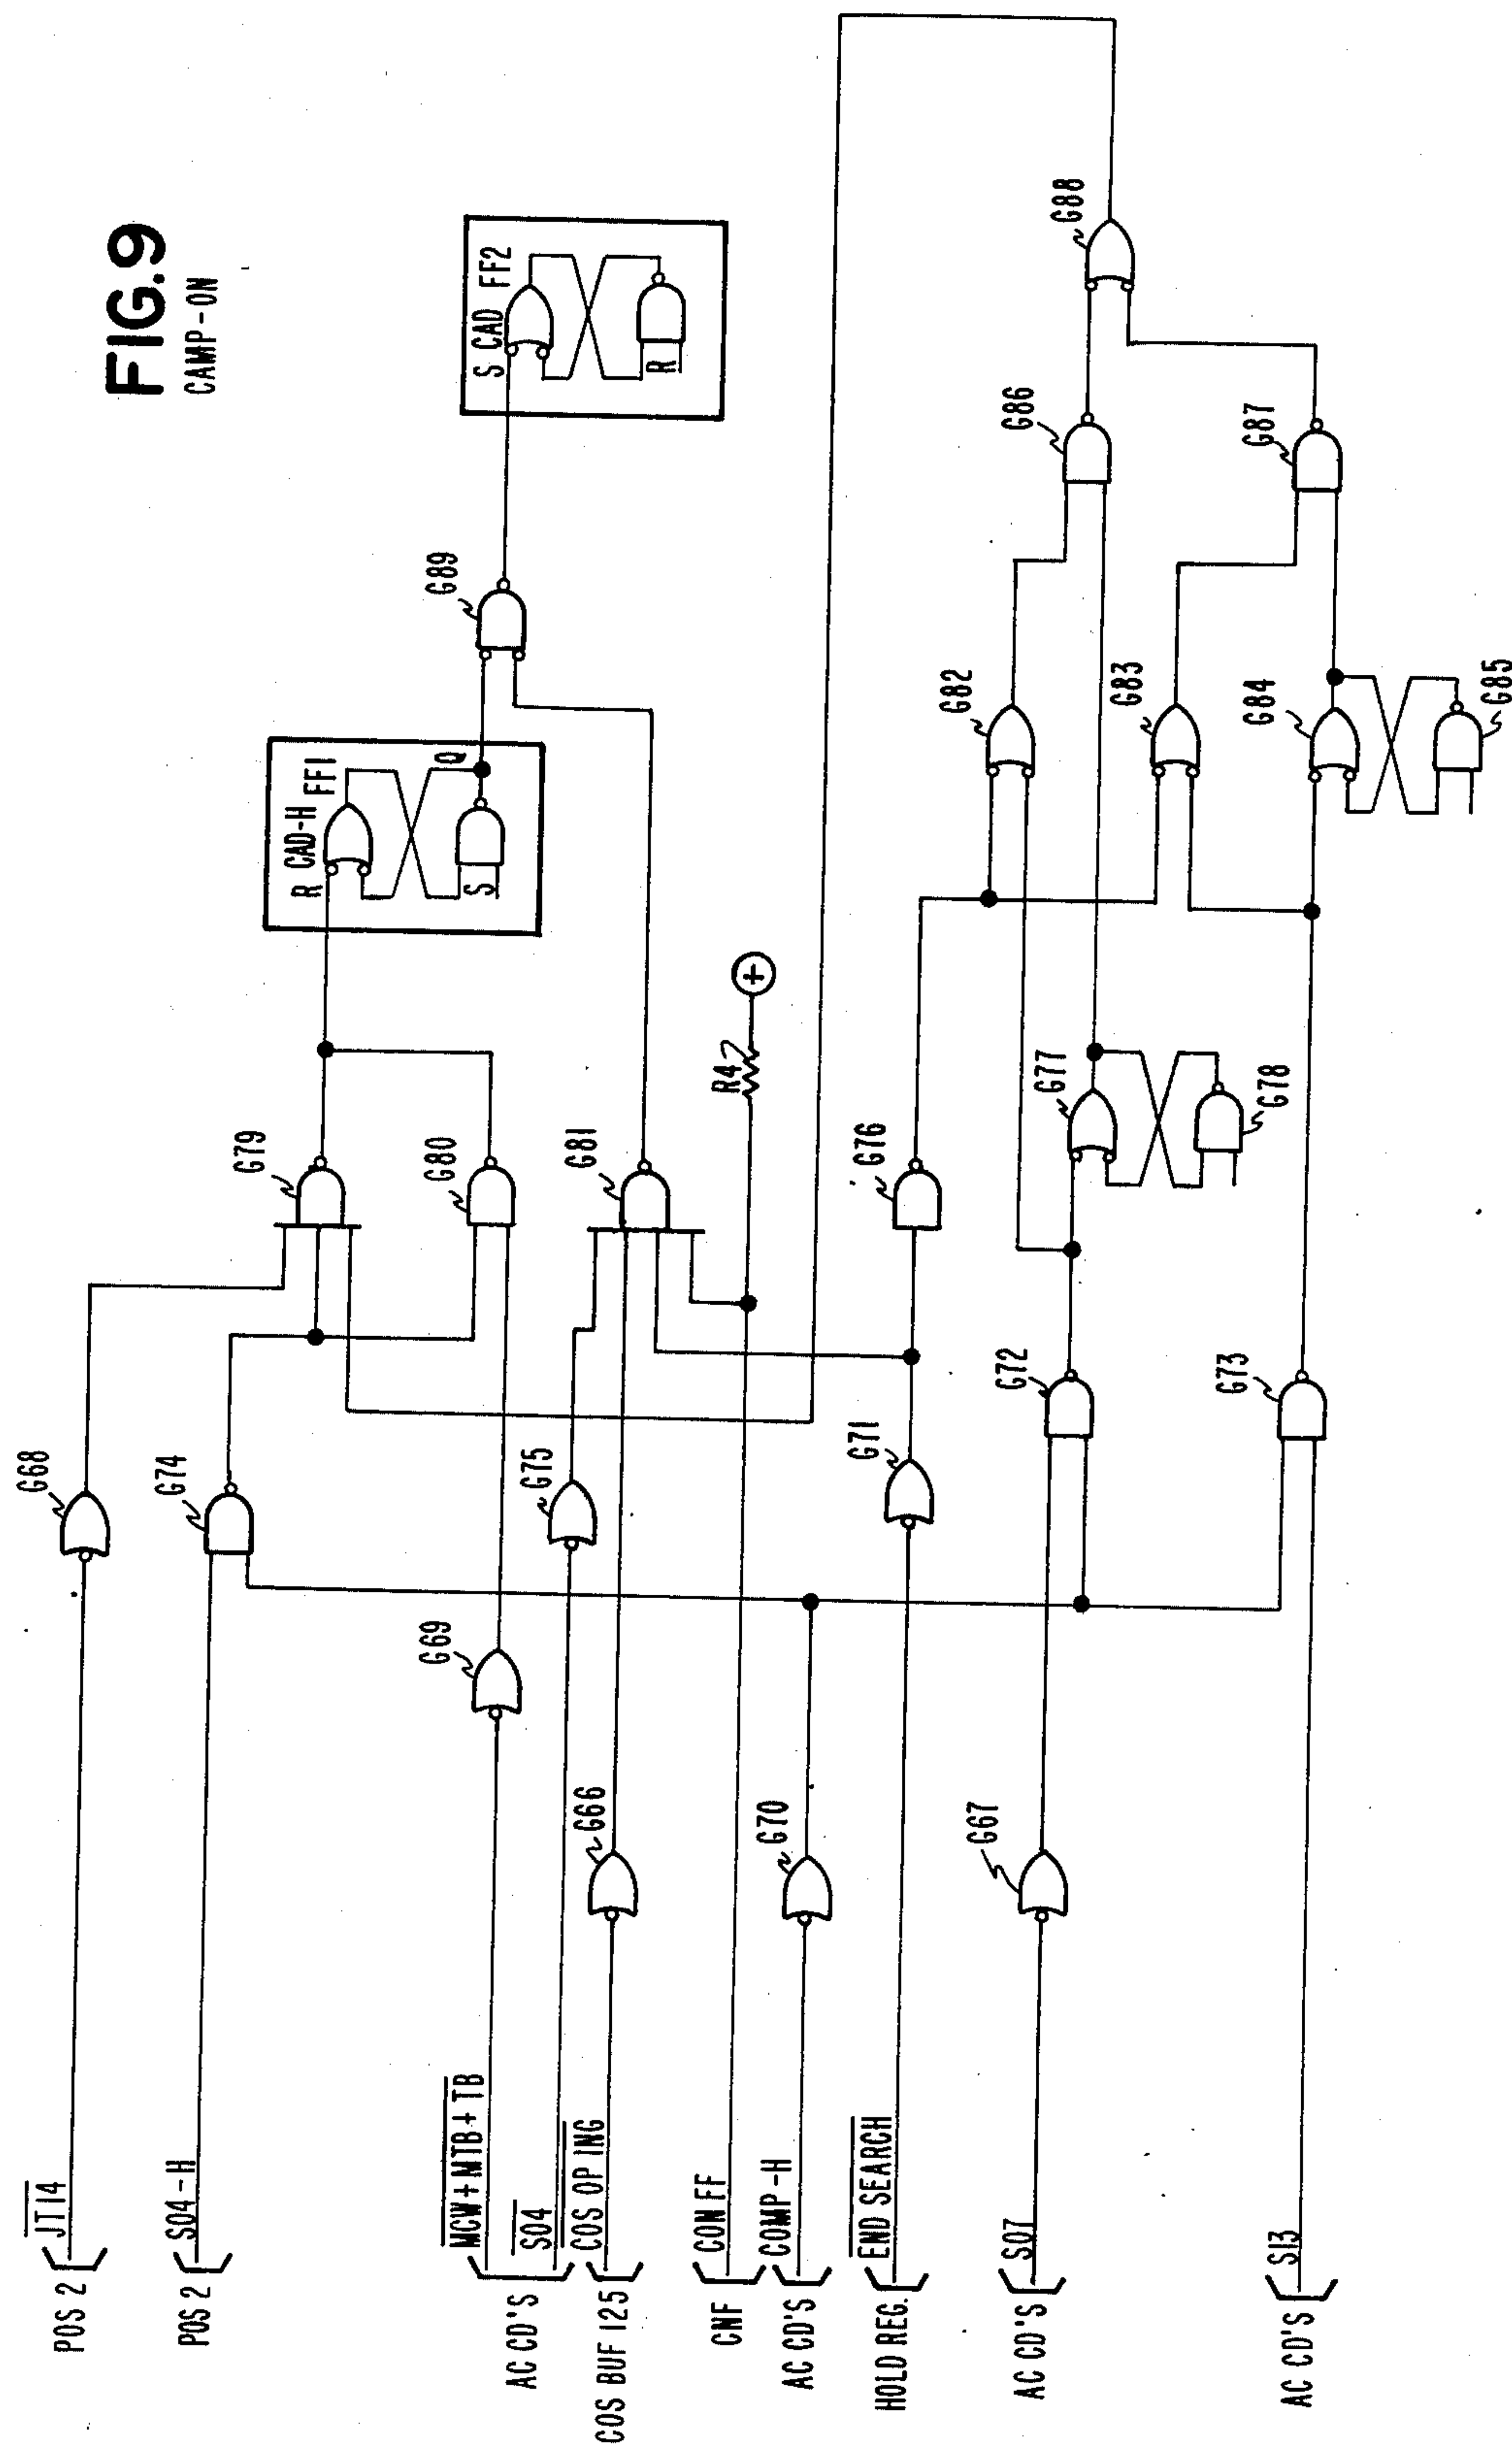 FIG.9
CAMP-ON
POS 2
JT14
G68
POS 2
S04-H
G74
G79
R CAD-H FF1
S
Q
G80
AC CD'S
MCW+MTB+TB
G69
S04
G75
COS BUF 125
COS OP ING
G66
G81
G89
S CAD FF2
R
CNF
CON FF
R4
+
AC CD'S
COMP-H
G70
HOLD REG.
END SEARCH
G71
G76
AC CD'S
S07
G67
G72
G77
G78
G82
G86
G88
AC CD'S
S13
G73
G83
G84
G85
G87